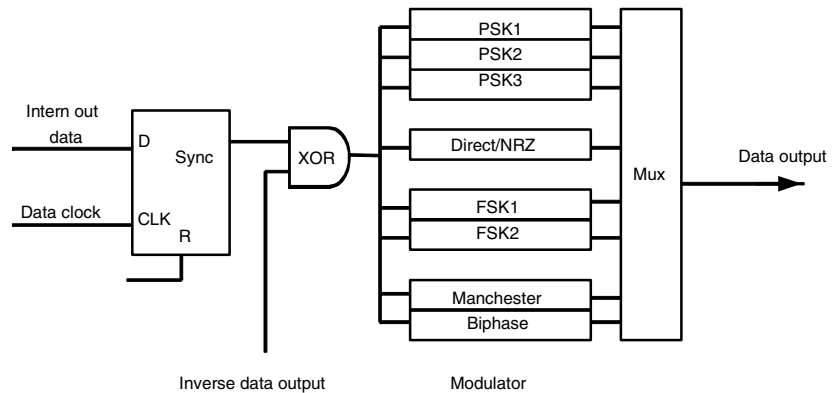 Intern out
data
D
Sync
Data clock
CLK
R
XOR
Inverse data output
PSK1
PSK2
PSK3
Direct/NRZ
FSK1
FSK2
Manchester
Biphase
Modulator
Mux
Data output